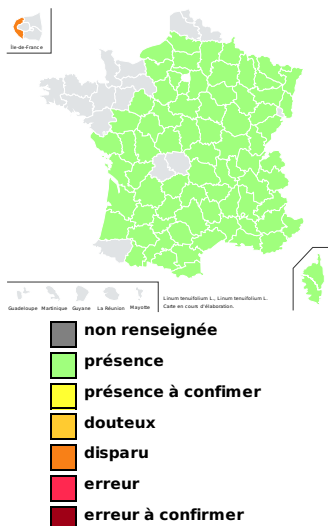 Île-de-France
Guadeloupe Martinique Guyane La Réunion Mayotte
Linum tenuifolium L., Linum tenuifolium L.
Carte en cours d'élaboration.
non renseignée
présence
présence à confimer
douteux
disparu
erreur
erreur à confirmer